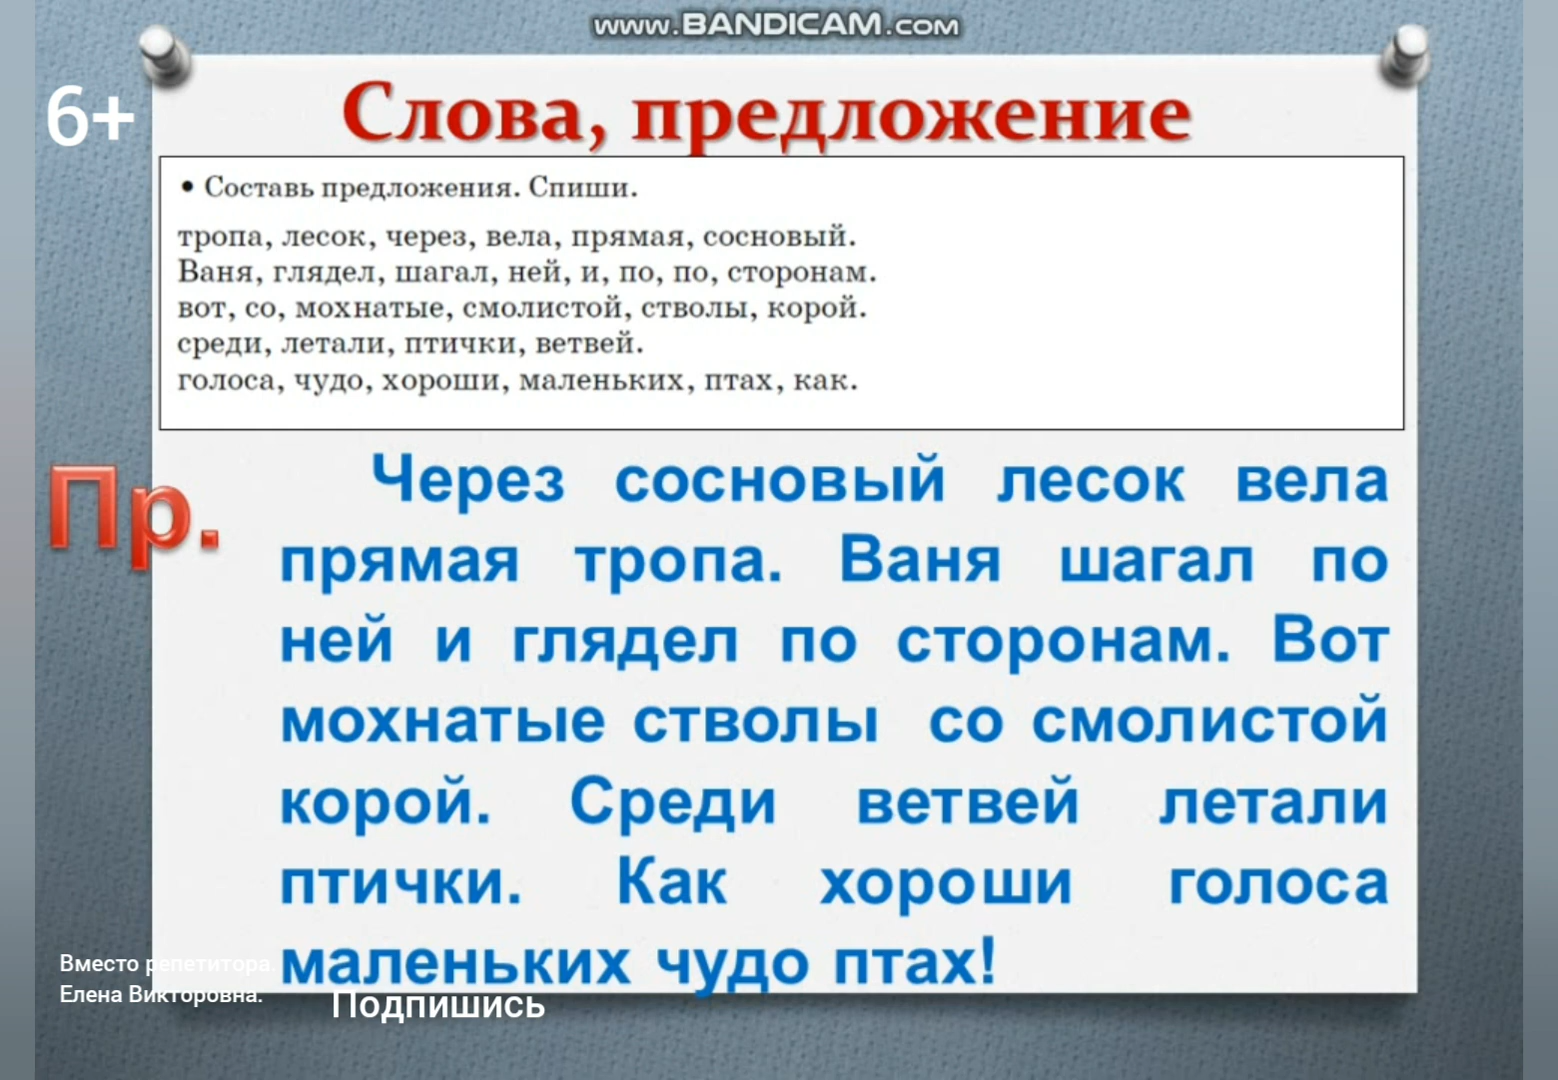 www.BANDICAM.com
6+
Слова, предложение
• Составь предложения. Спиши.
тропа, лесок, через, вела, прямая, сосновый.
Ваня, глядел, шагал, ней, и, по, по, сторонам.
вот, со, мохнатые, смолистой, стволы, корой.
среди, летали, птички, ветвей.
голоса, чудо, хороши, маленьких, птах, как.
Пр.
Через сосновый лесок вела
прямая тропа. Ваня шагал по
ней и глядел по сторонам. Вот
мохнатые стволы со смолистой
корой. Среди ветвей летали
птички. Как хороши голоса
маленьких чудо птах!
Вместо репетитора
Елена Викторовна.
Подпишись